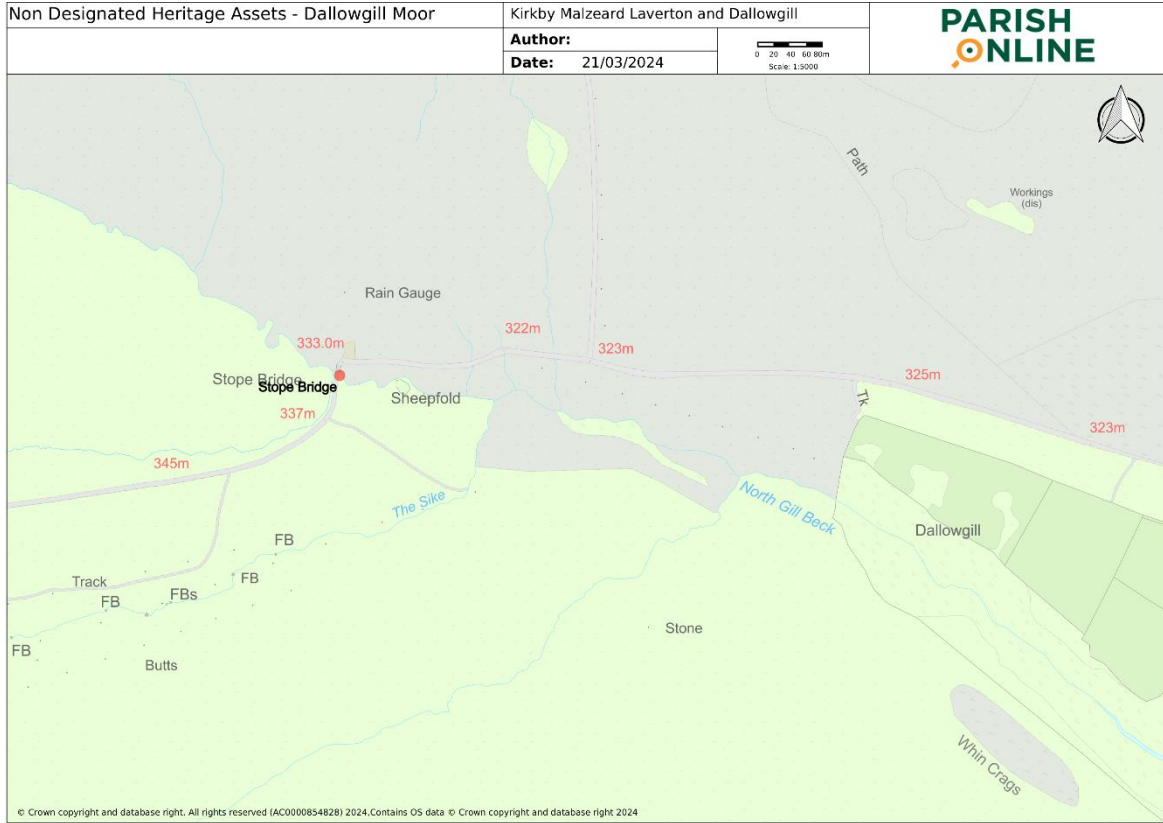 Non Designated Heritage Assets - Dallowgill Moor
Kirkby Malzeard Laverton and Dallowgill
Author:
Date: 21/03/2024
0 20 40 60 80m
Scale: 1:5000
PARISH
ONLINE
Path
Workings
(dis)
Rain Gauge
322m
333.0m
323m
Stope Bridge
Stope Bridge
325m
Sheepfold
Tk
337m
323m
345m
The Sike
North Gill Beck
Dallowgill
FB
FB
Track
FBs
FB
Stone
FB
Butts
Whin Crags
© Crown copyright and database right. All rights reserved (AC0000854828) 2024,Contains OS data © Crown copyright and database right 2024